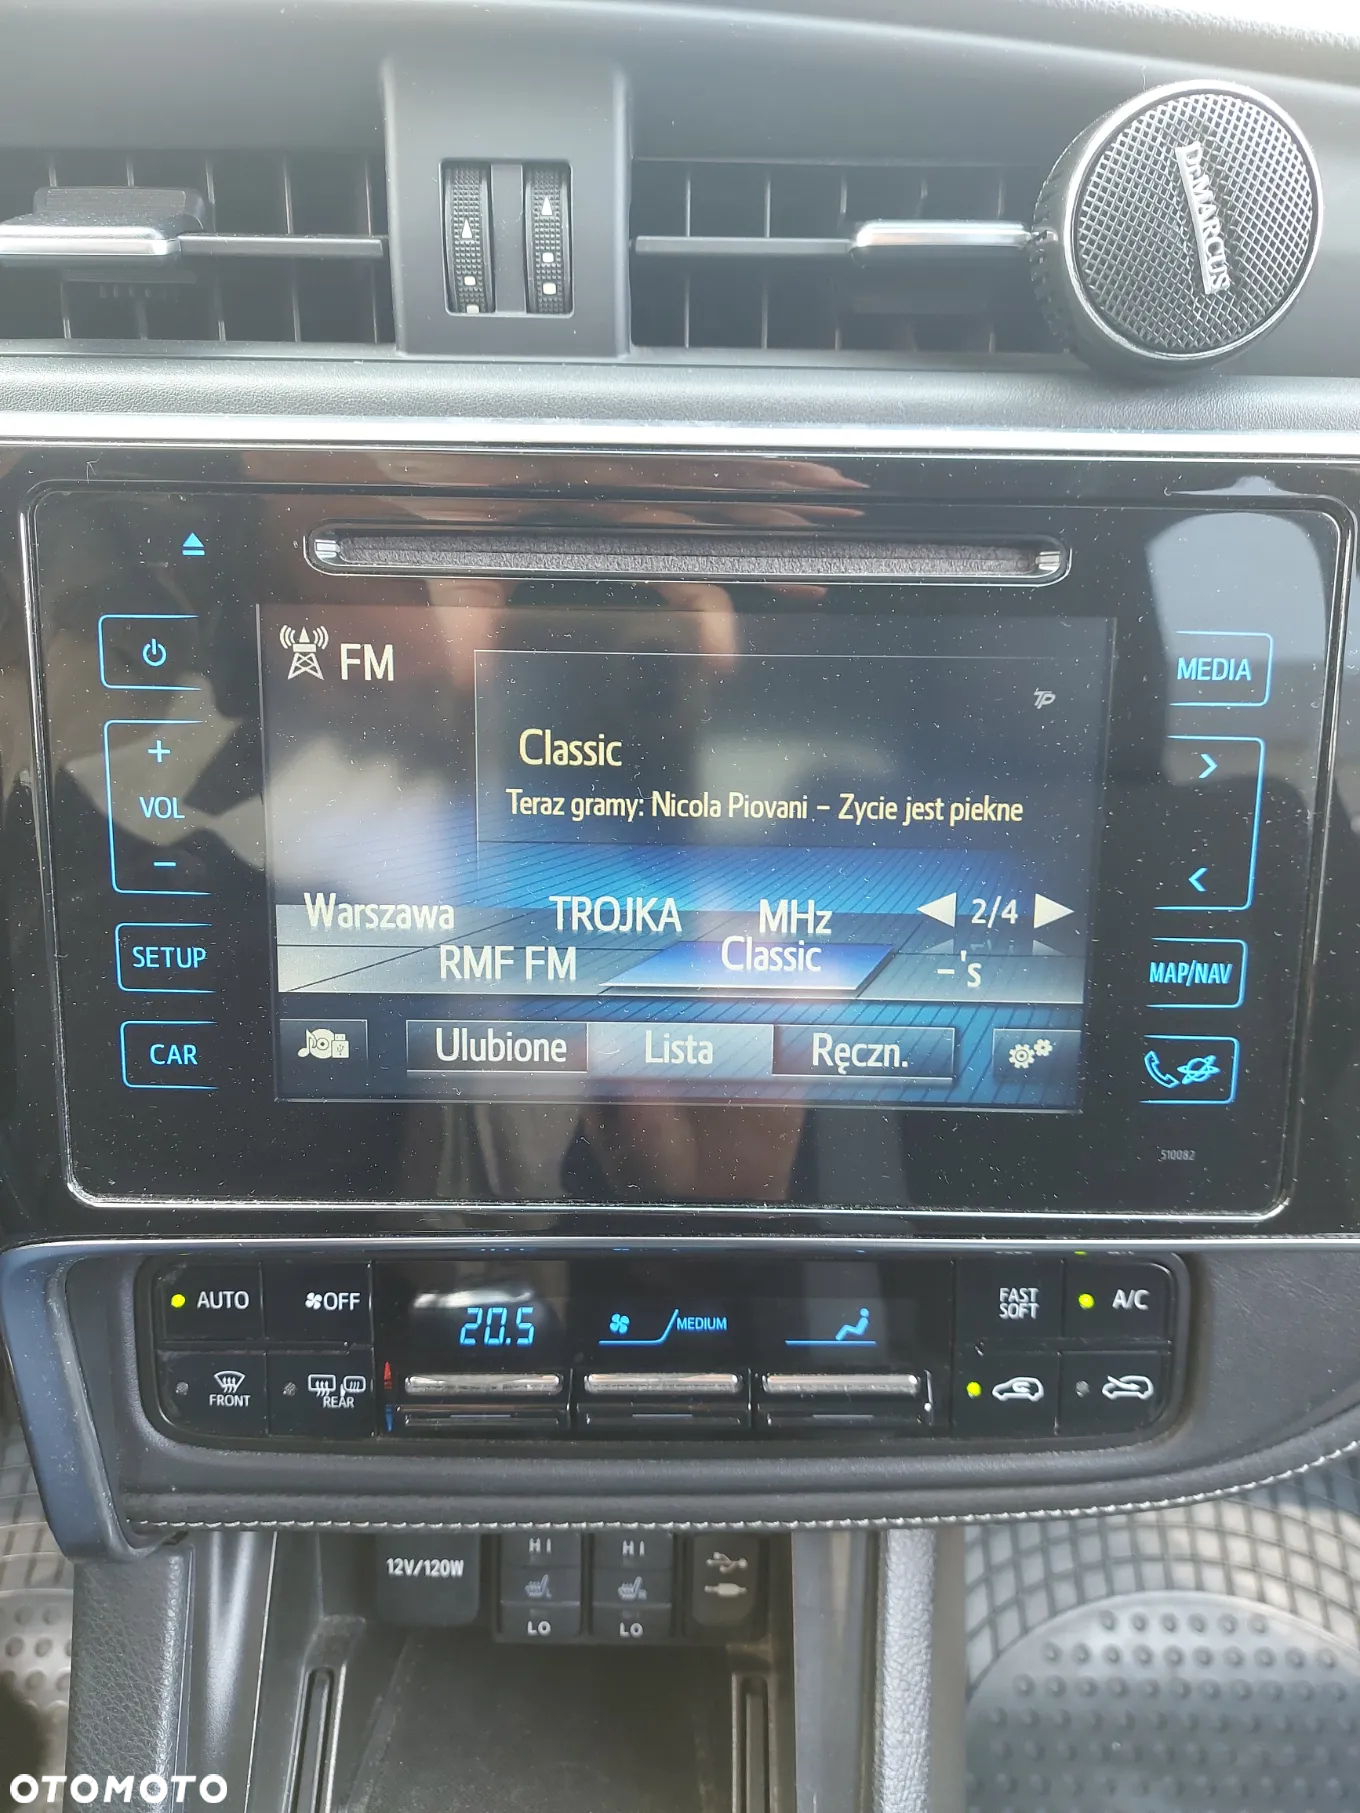 DrMARCUS
FM
MEDIA
TP
Classic
Teraz gramy: Nicola Piovani – Zycie jest piekne
+
VOL
–
Warszawa TROJKA MHz 2/4
RMF FM Classic –'s
SETUP
MAP/NAV
CAR
Ulubione Lista Ręczn.
510082
AUTO OFF 20.5 MEDIUM FAST SOFT A/C
FRONT REAR
12V/120W
HI HI
LO LO
OTOMOTO